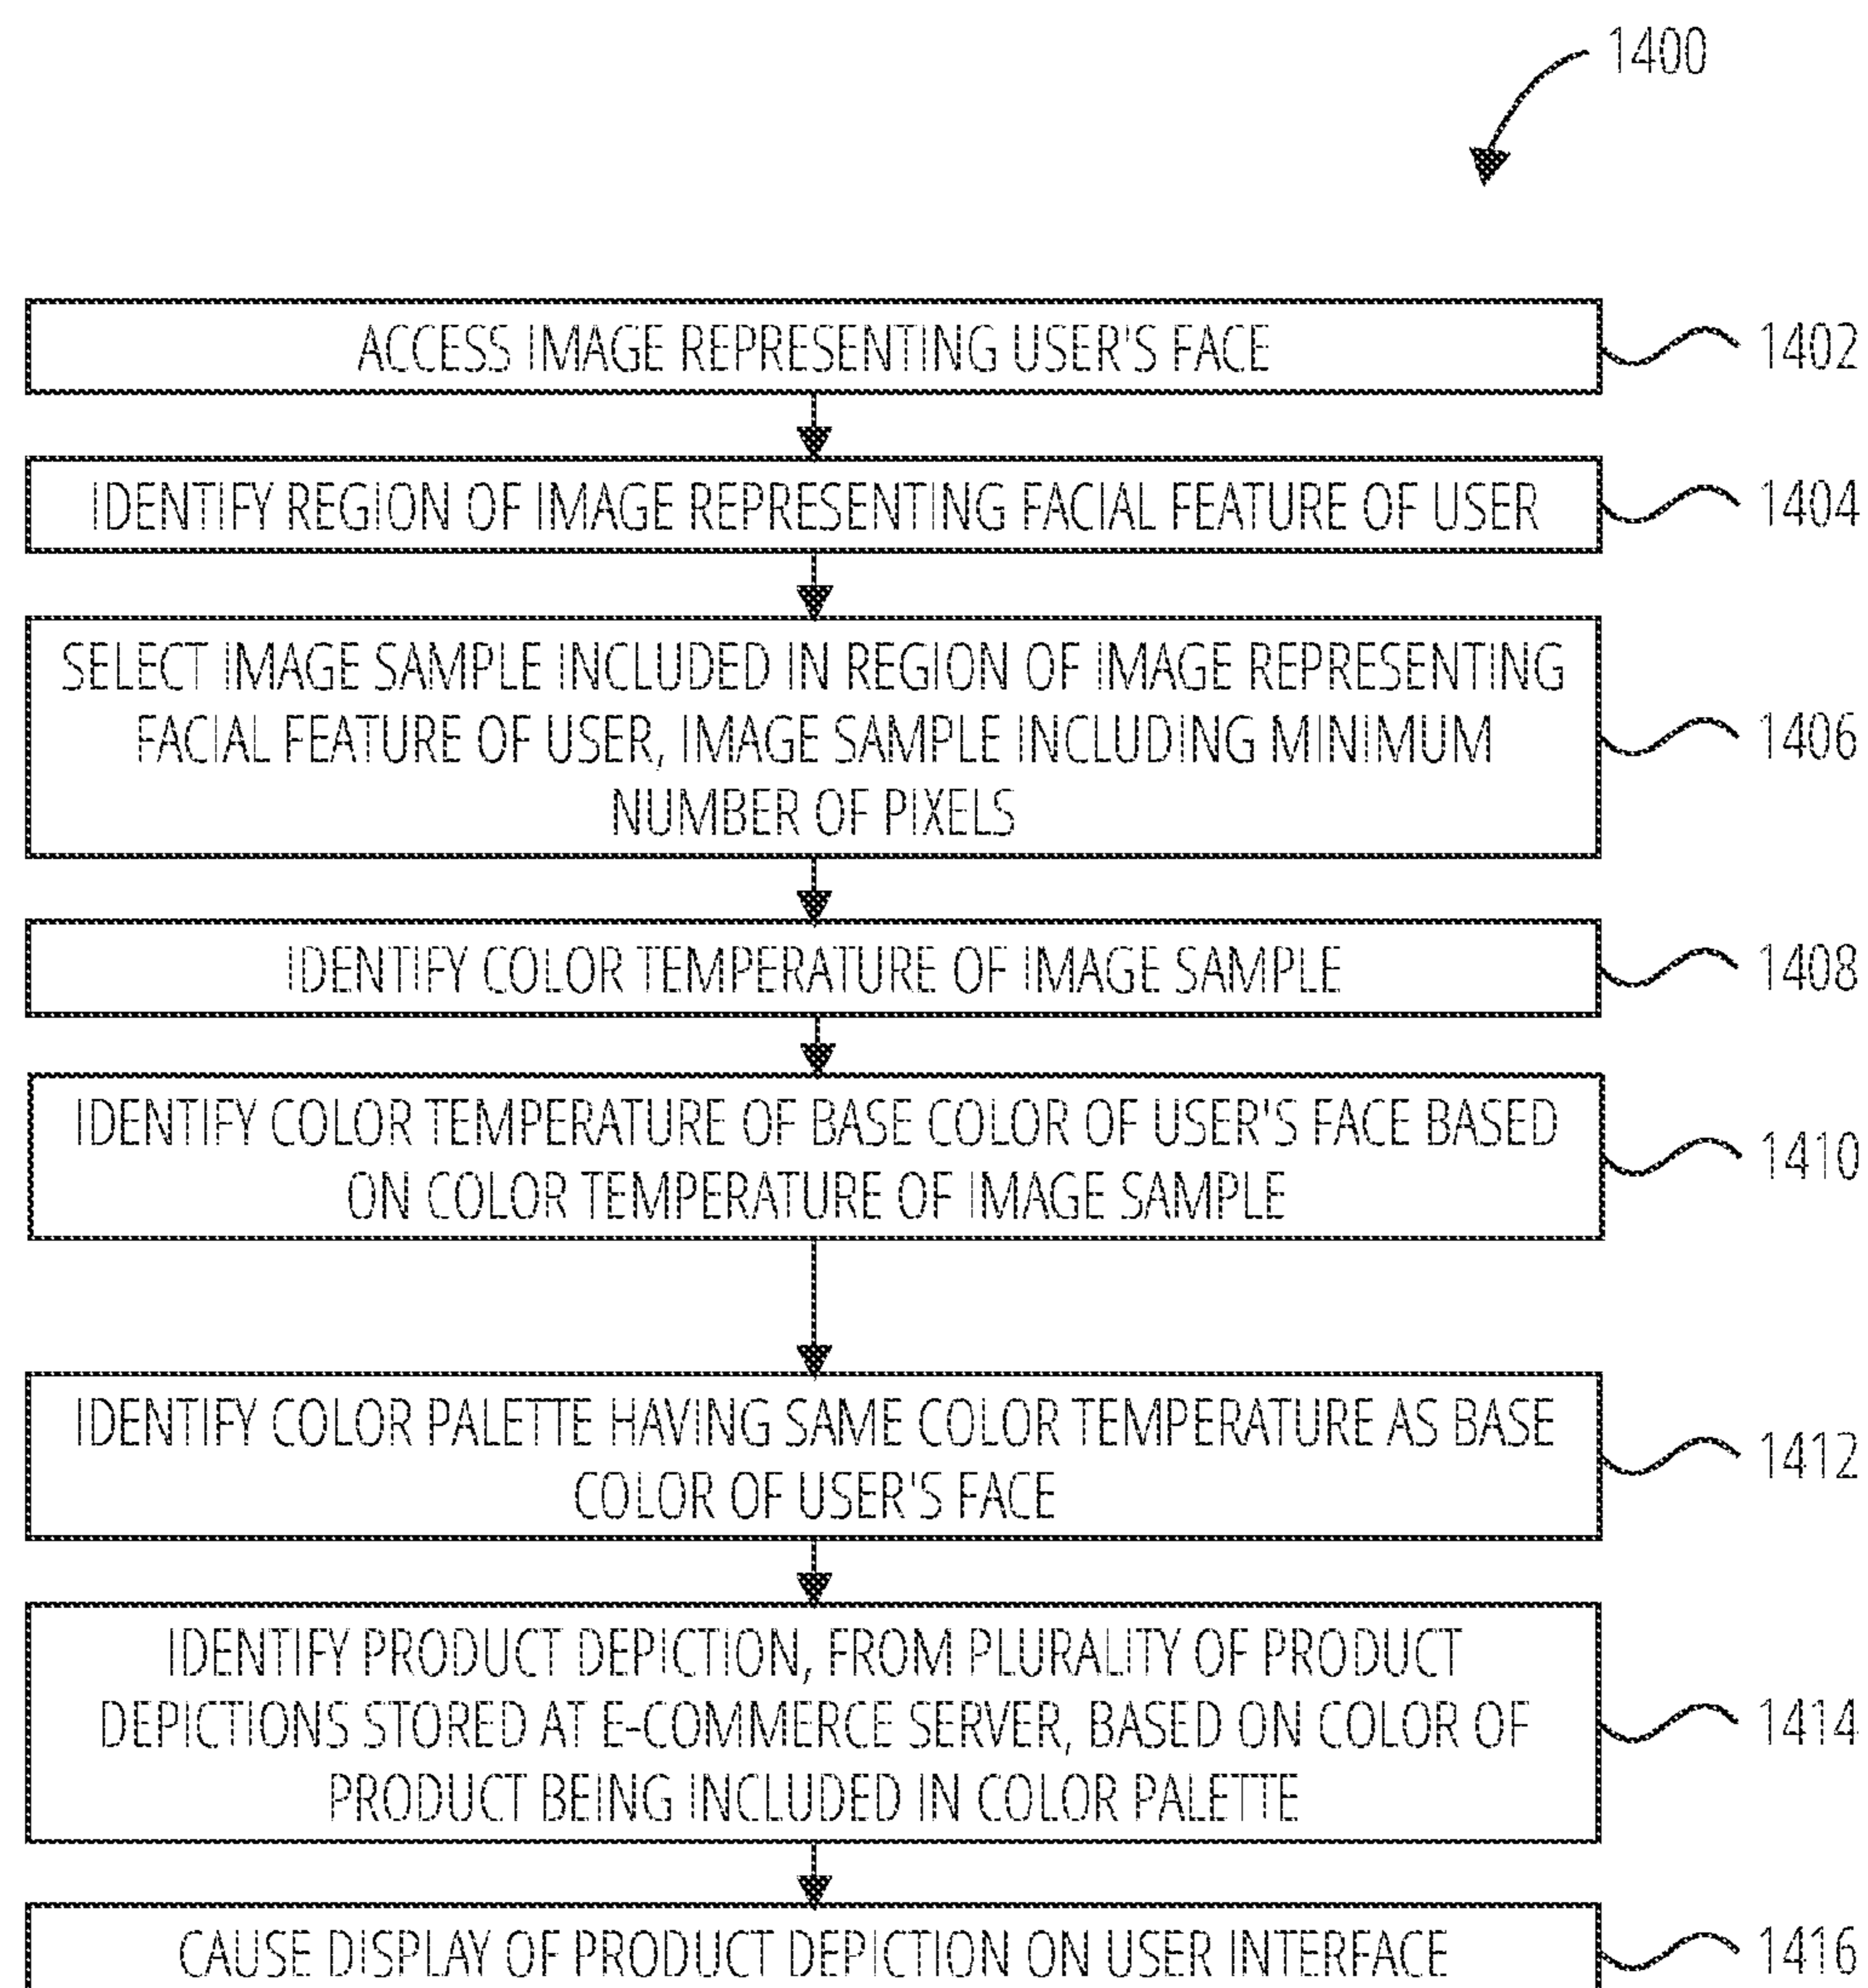 1400
ACCESS IMAGE REPRESENTING USER'S FACE
1402
IDENTIFY REGION OF IMAGE REPRESENTING FACIAL FEATURE OF USER
1404
SELECT IMAGE SAMPLE INCLUDED IN REGION OF IMAGE REPRESENTING
FACIAL FEATURE OF USER, IMAGE SAMPLE INCLUDING MINIMUM
NUMBER OF PIXELS
1406
IDENTIFY COLOR TEMPERATURE OF IMAGE SAMPLE
1408
IDENTIFY COLOR TEMPERATURE OF BASE COLOR OF USER'S FACE BASED
ON COLOR TEMPERATURE OF IMAGE SAMPLE
1410
IDENTIFY COLOR PALETTE HAVING SAME COLOR TEMPERATURE AS BASE
COLOR OF USER'S FACE
1412
IDENTIFY PRODUCT DEPICTION, FROM PLURALITY OF PRODUCT
DEPICTIONS STORED AT E-COMMERCE SERVER, BASED ON COLOR OF
PRODUCT BEING INCLUDED IN COLOR PALETTE
1414
CAUSE DISPLAY OF PRODUCT DEPICTION ON USER INTERFACE
1416